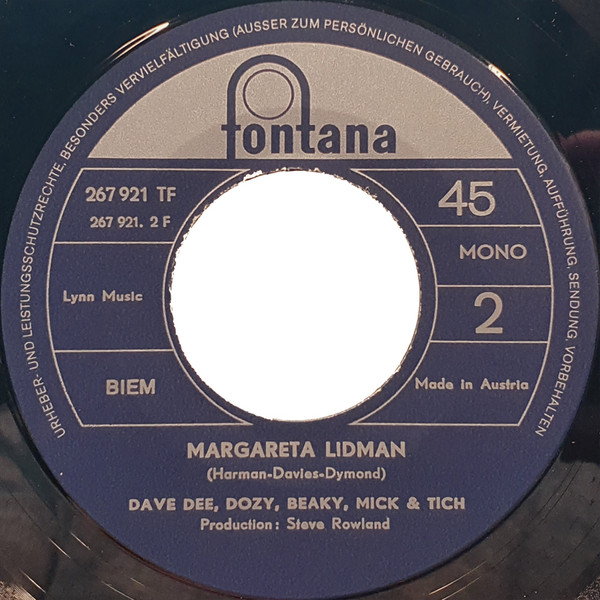 URHEBER- UND LEISTUNGSSCHUTZRECHTE, BESONDERS VERVIELFÄLTIGUNG (AUSSER ZUM PERSÖNLICHEN GEBRAUCH), VERMIETUNG, AUFFÜHRUNG, SENDUNG, VORBEHALTEN
fontana
267 921 TF
267 921. 2 F
45
MONO
Lynn Music
2
BIEM
Made in Austria
MARGARETA LIDMAN
(Harman-Davies-Dymond)
DAVE DEE, DOZY, BEAKY, MICK & TICH
Production: Steve Rowland